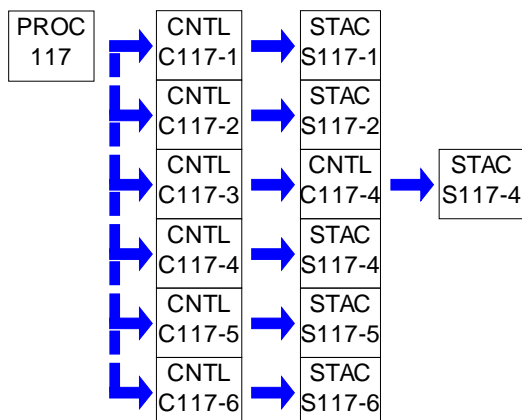 PROC
117
CNTL
C117-1
STAC
S117-1
CNTL
C117-2
STAC
S117-2
CNTL
C117-3
CNTL
C117-4
STAC
S117-4
CNTL
C117-4
STAC
S117-4
CNTL
C117-5
STAC
S117-5
CNTL
C117-6
STAC
S117-6